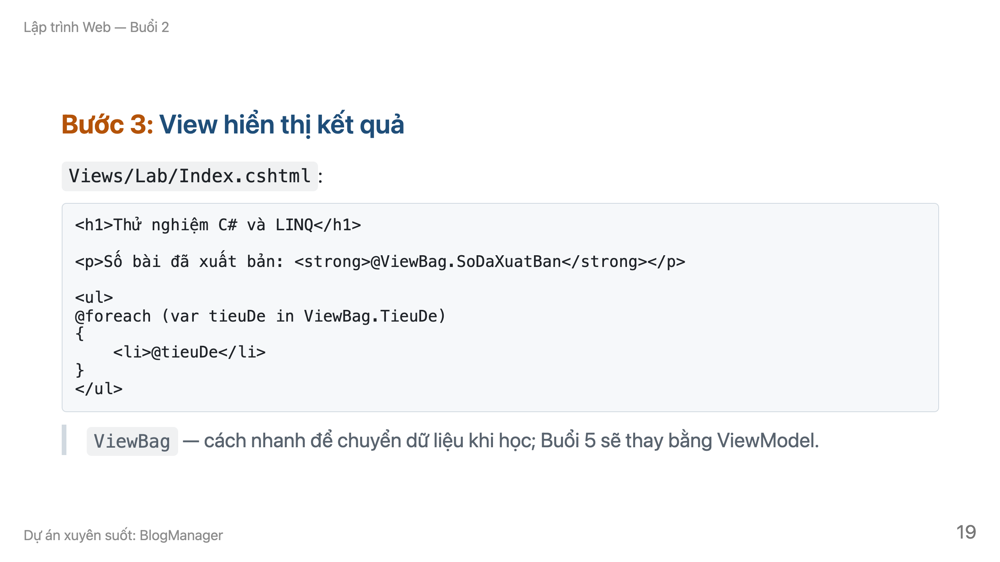 Lập trình Web — Buổi 2
Bước 3: View hiển thị kết quả
Views/Lab/Index.cshtml:
<h1>Thử nghiệm C# và LINQ</h1>
<p>Số bài đã xuất bản: <strong>@ViewBag.SoDaXuatBan</strong></p>
<ul>
@foreach (var tieuDe in ViewBag.TieuDe)
{
    <li>@tieuDe</li>
}
</ul>
ViewBag — cách nhanh để chuyển dữ liệu khi học; Buổi 5 sẽ thay bằng ViewModel.
Dự án xuyên suốt: BlogManager
19